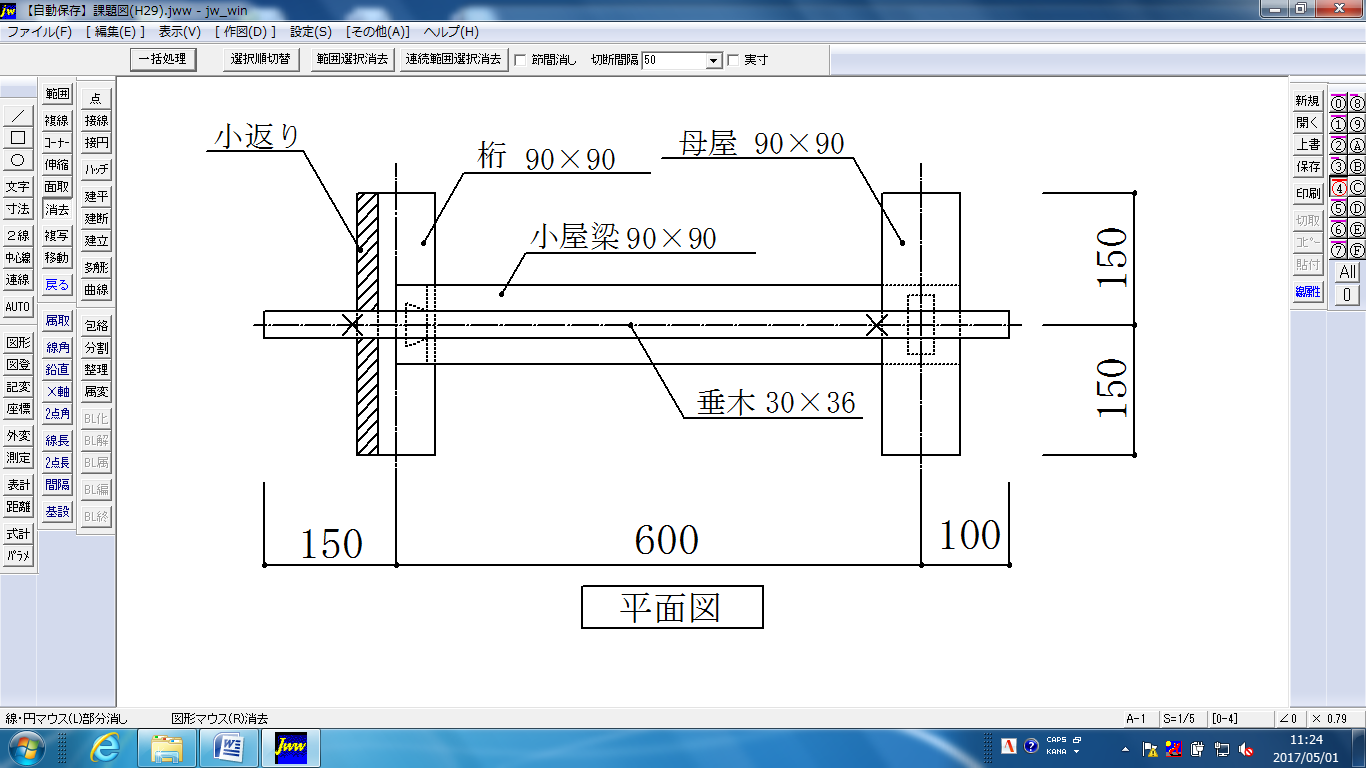 【自動保存】課題図(H29).jww - jw_win
ファイル(F) [ 編集(E) ] 表示(V) [ 作図(D) ] 設定(S) [その他(A)] ヘルプ(H)
一括処理 選択順切替 範囲選択消去 連続範囲選択消去 節間消し 切断間隔 50 実寸
／ □ ○
文字
寸法
2線
中心線
連線
AUTO
図形
図登
記変
座標
外変
測定
表計
距離
式計
パラメ
範囲
複線
コーナー
伸縮
面取
消去
複写
移動
戻る
属取
線角
鉛直
×軸
2点角
線長
2点長
間隔
基設
点
接線
接円
ハッチ
建平
建断
建立
多角形
曲線
包絡
分割
整理
属変
BL化
BL解
BL属
BL編
BL終
小返り
桁 90×90
母屋 90×90
小屋梁 90×90
垂木 30×36
150
150
150 600 100
平面図
新規
開く
上書
保存
印刷
切取
コピー
貼付
線属性
0 8
1 9
2 A
3 B
4 C
5 D
6 E
7 F
All
0
線・円マウス(L)部分消し 図形マウス(R)消去 A-1 S=1/5 [0-4] ∠0 × 0.79
Jww A CAPS KANA
11:24
2017/05/01